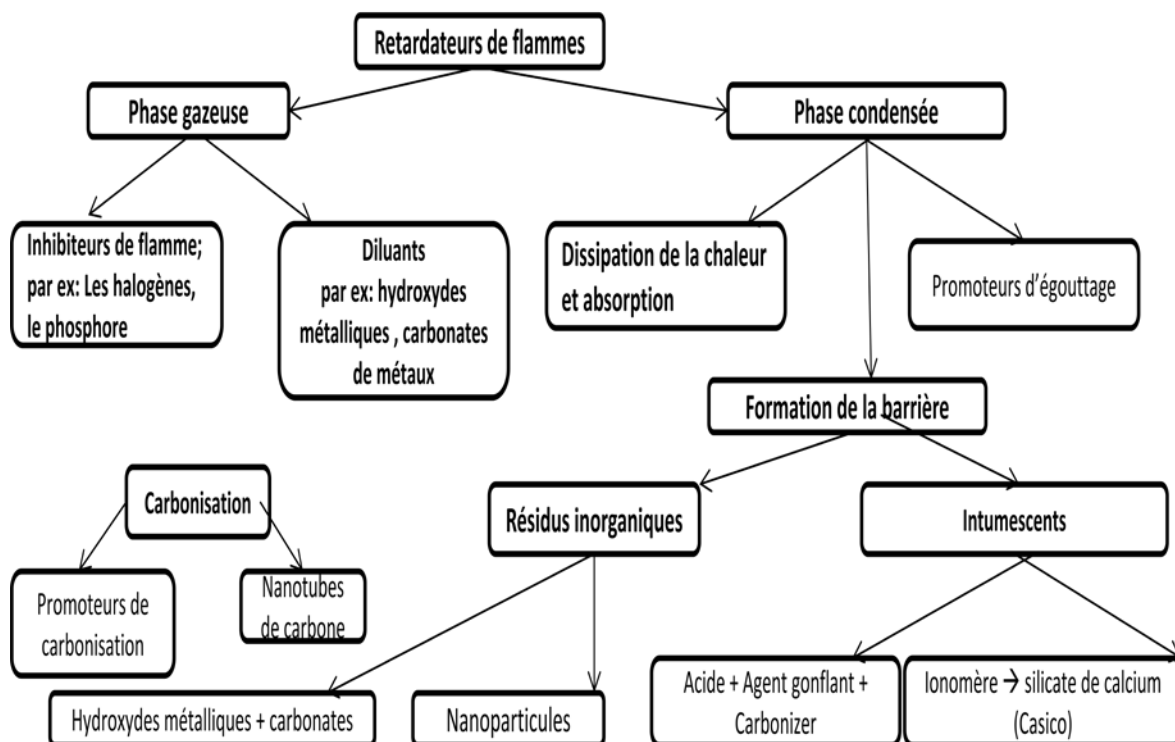 Retardateurs de flammes
Phase gazeuse
Phase condensée
Inhibiteurs de flamme;
par ex: Les halogènes,
le phosphore
Diluants
par ex: hydroxydes
métalliques , carbonates
de métaux
Dissipation de la chaleur
et absorption
Promoteurs d'égouttage
Formation de la barrière
Carbonisation
Résidus inorganiques
Intumescents
Promoteurs de
carbonisation
Nanotubes
de carbone
Hydroxydes métalliques + carbonates
Nanoparticules
Acide + Agent gonflant +
Carbonizer
Ionomère → silicate de calcium
(Casico)